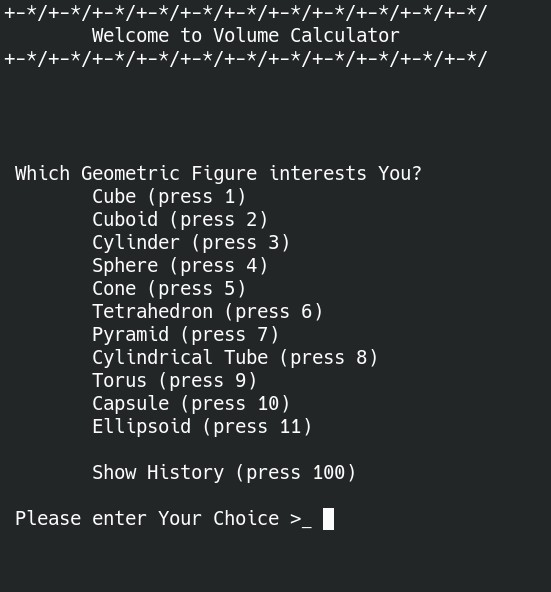 +-*/+-*/+-*/+-*/+-*/+-*/+-*/+-*/+-*/+-*/+-*/
Welcome to Volume Calculator
+-*/+-*/+-*/+-*/+-*/+-*/+-*/+-*/+-*/+-*/+-*/
Which Geometric Figure interests You?
Cube (press 1)
Cuboid (press 2)
Cylinder (press 3)
Sphere (press 4)
Cone (press 5)
Tetrahedron (press 6)
Pyramid (press 7)
Cylindrical Tube (press 8)
Torus (press 9)
Capsule (press 10)
Ellipsoid (press 11)
Show History (press 100)
Please enter Your Choice >_